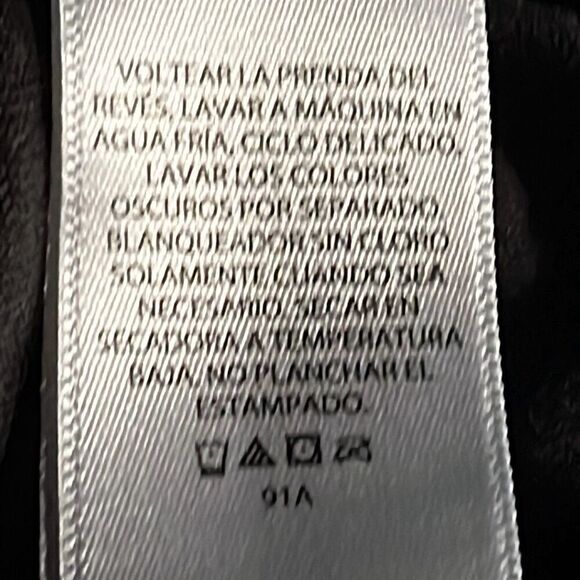 VOLTEAR LA PRENDA DEL
REVÉS, LAVAR A MÁQUINA EN
AGUA FRÍA, CICLO DELICADO,
LAVAR LOS COLORES
OSCUROS POR SEPARADO
BLANQUEADOR SIN CLORO
SOLAMENTE CUANDO SEA
NECESARIO, SECAR EN
SECADORA A TEMPERATURA
BAJA, NO PLANCHAR EL
ESTAMPADO.
91A